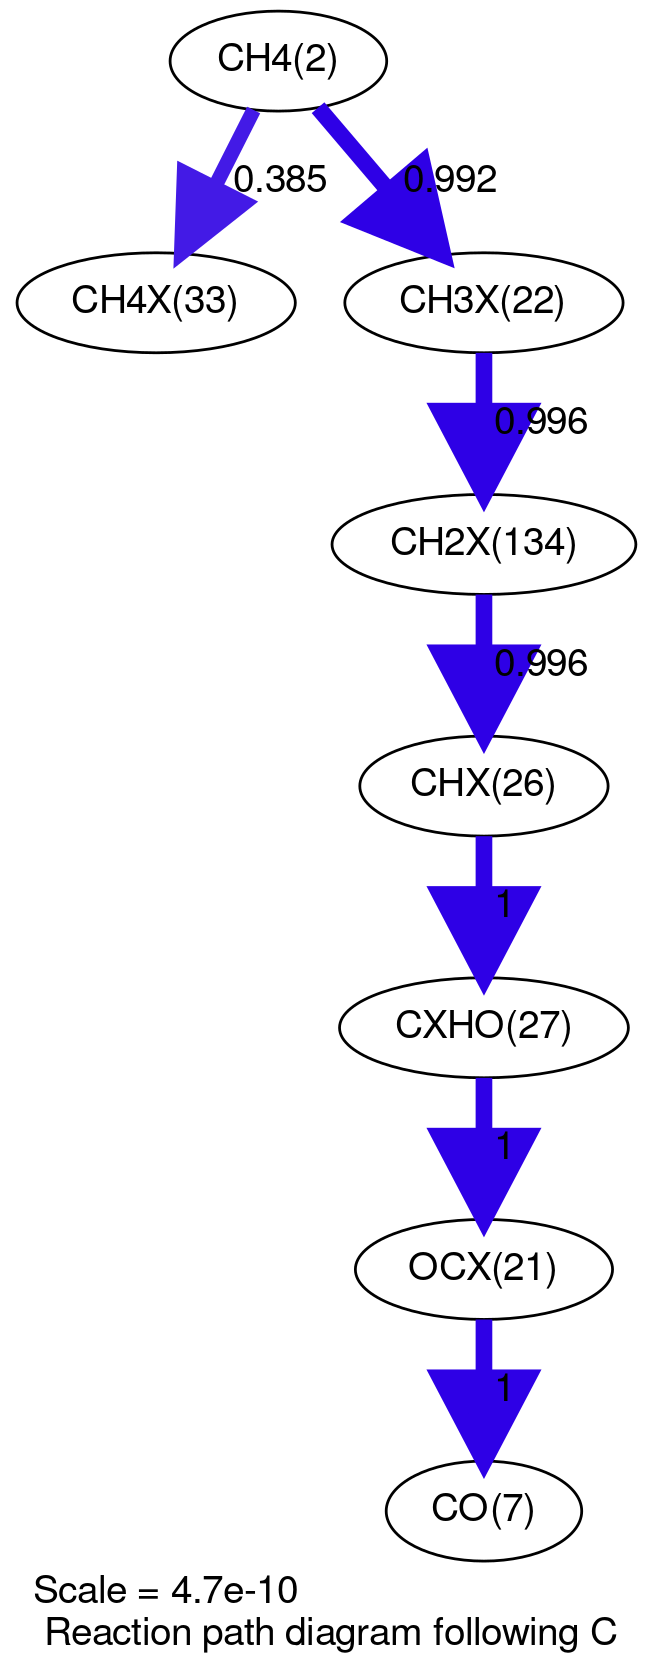 CH4(2)
0.385
0.992
CH4X(33)
CH3X(22)
0.996
CH2X(134)
0.996
CHX(26)
1
CXHO(27)
1
OCX(21)
1
CO(7)
Scale = 4.7e-10
Reaction path diagram following C